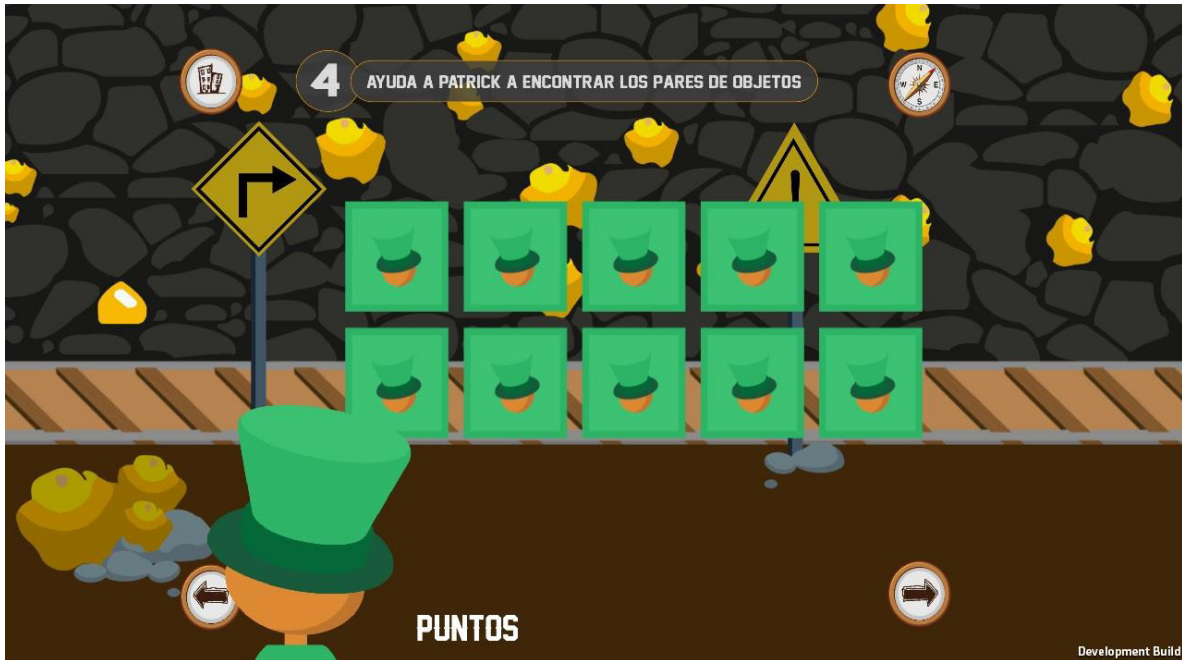 4
AYUDA A PATRICK A ENCONTRAR LOS PARES DE OBJETOS
N
W E
S
!
PUNTOS
Development Build